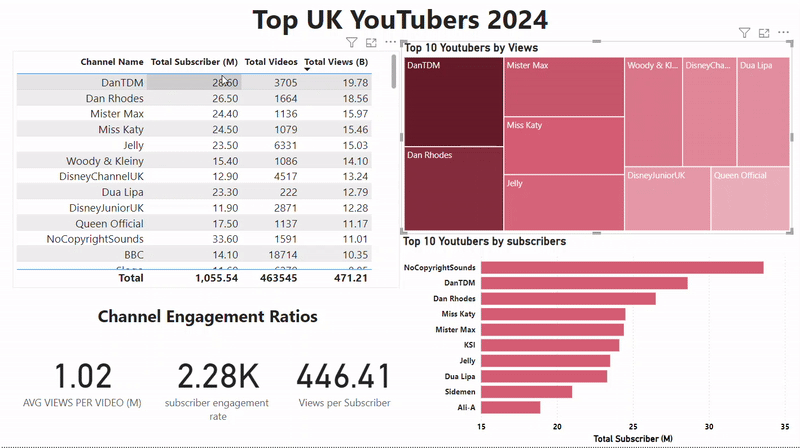 Top UK YouTubers 2024
Channel Name Total Subscriber (M) Total Videos Total Views (B)
DanTDM 28.60 3705 19.78
Dan Rhodes 26.50 1664 18.56
Mister Max 24.40 1136 15.97
Miss Katy 24.50 1079 15.46
Jelly 23.50 6331 15.03
Woody & Kleiny 15.40 1086 14.10
DisneyChannelUK 12.90 4517 13.24
Dua Lipa 23.30 222 12.79
DisneyJuniorUK 11.90 2871 12.28
Queen Official 17.50 1137 11.17
NoCopyrightSounds 33.60 1591 11.01
BBC 14.10 18714 10.35
Total 1,055.54 463545 471.21
Top 10 Youtubers by Views
DanTDM
Dan Rhodes
Mister Max
Miss Katy
Jelly
Woody & Kl...
DisneyCha...
Dua Lipa
DisneyJuniorUK
Queen Official
Top 10 Youtubers by subscribers
NoCopyrightSounds
DanTDM
Dan Rhodes
Miss Katy
Mister Max
KSI
Jelly
Dua Lipa
Sidemen
Ali-A
15 20 25 30 35
Total Subscriber (M)
Channel Engagement Ratios
1.02
AVG VIEWS PER VIDEO (M)
2.28K
subscriber engagement
rate
446.41
Views per Subscriber